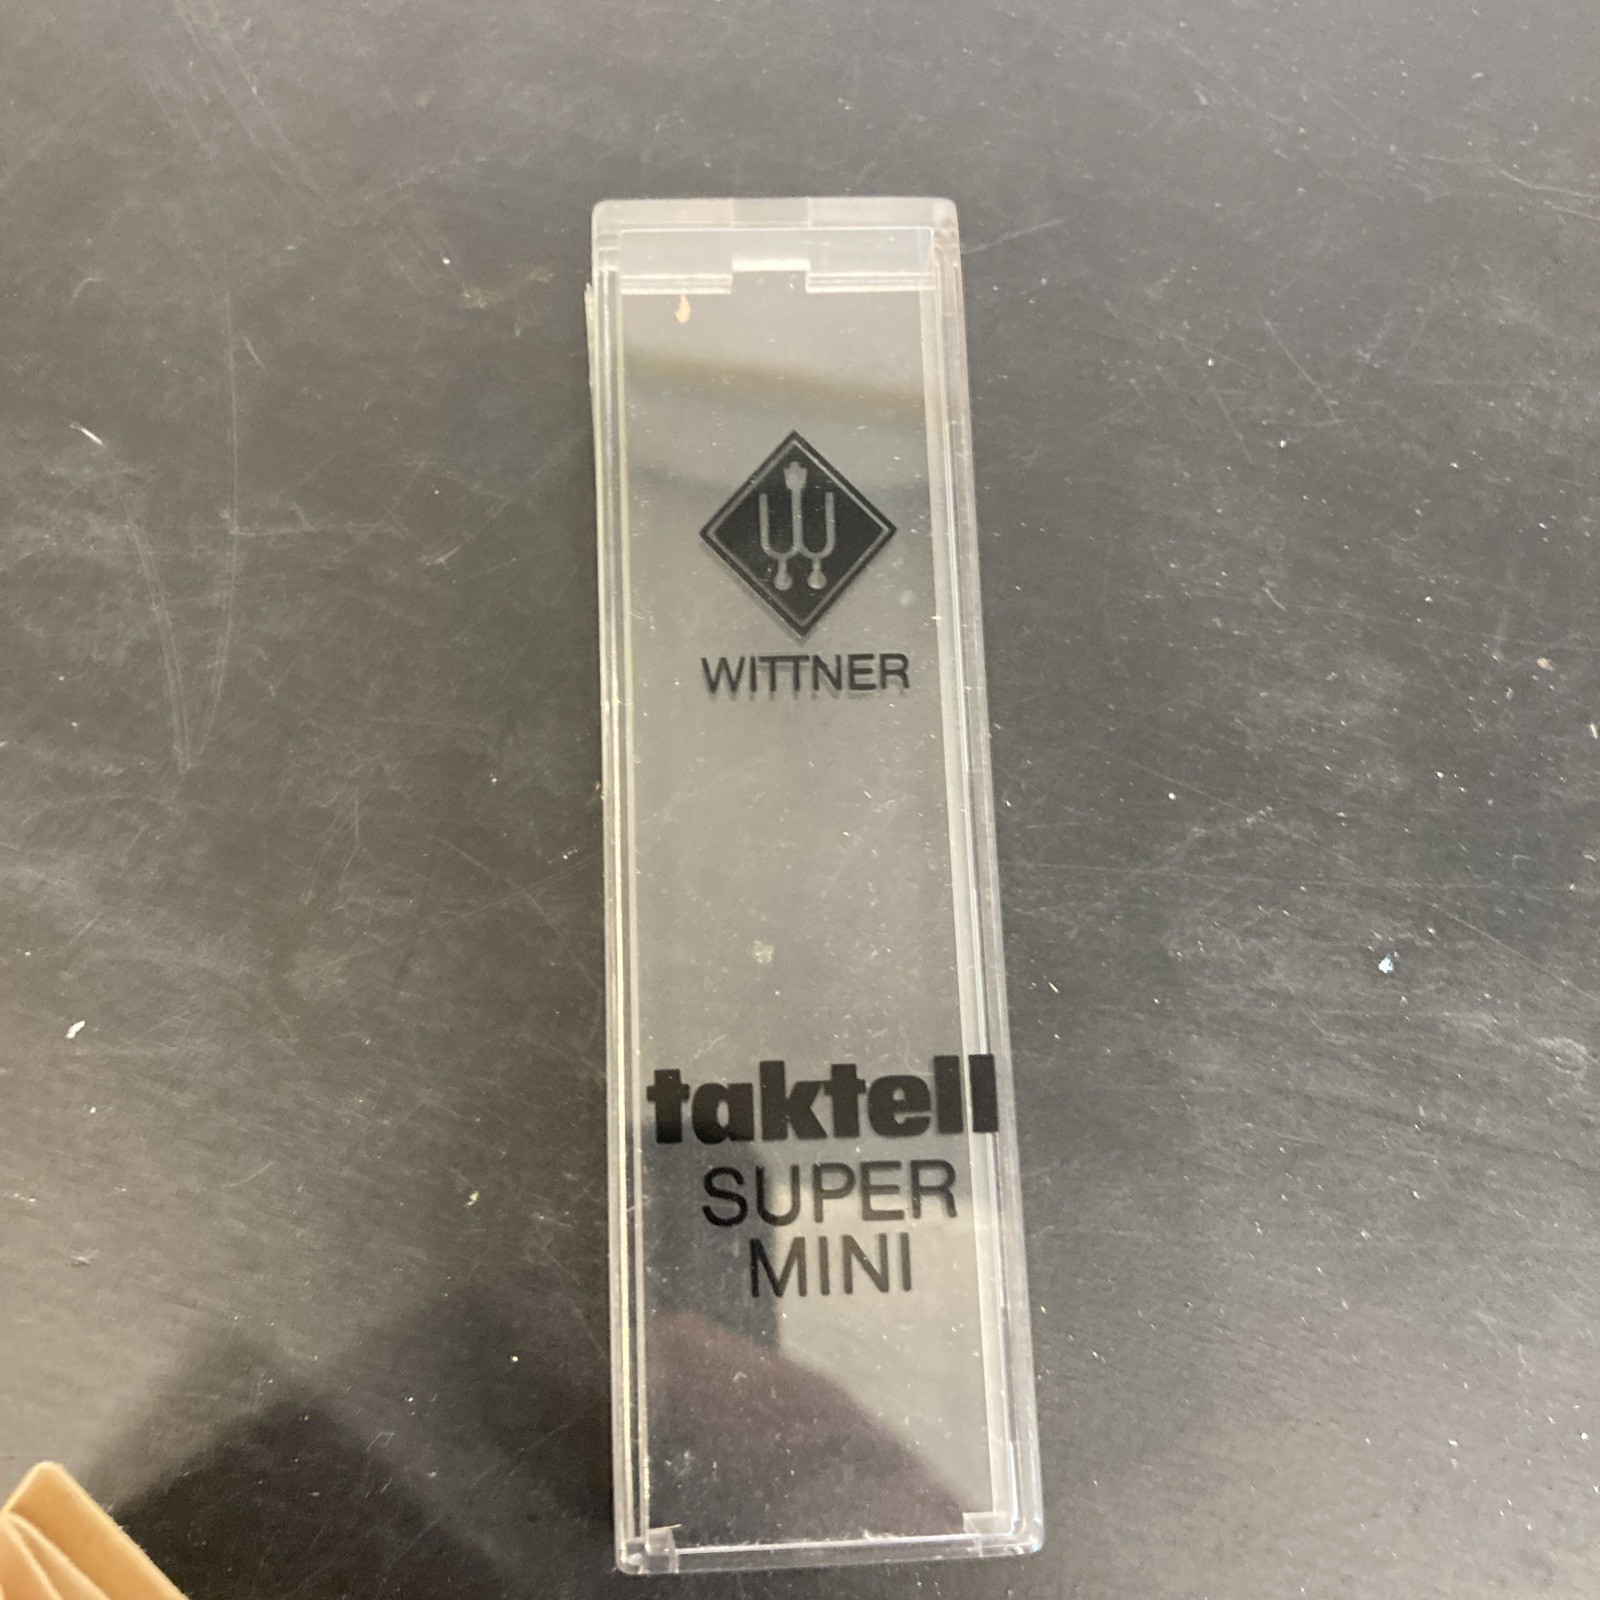 WITTNER
taktell
SUPER
MINI